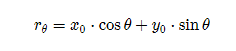 r_θ = x_0 · cos θ + y_0 · sin θ